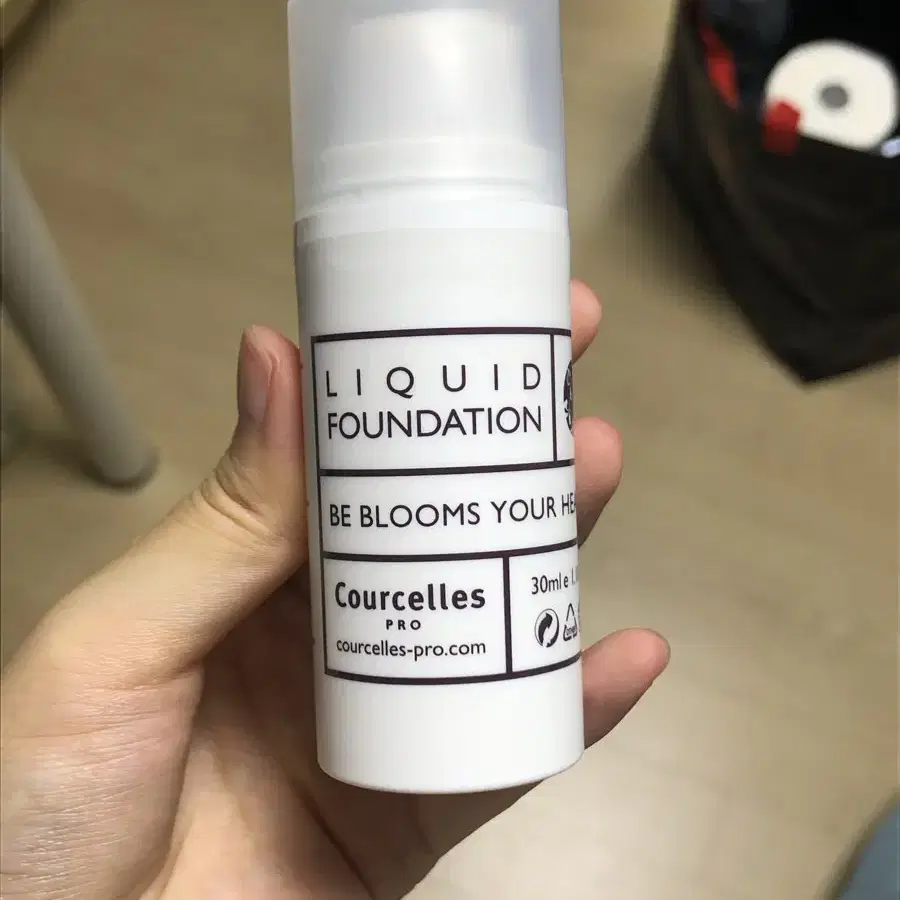 LIQUID
FOUNDATION
BE BLOOMS YOUR
Courcelles
PRO
courcelles-pro.com
30ml e